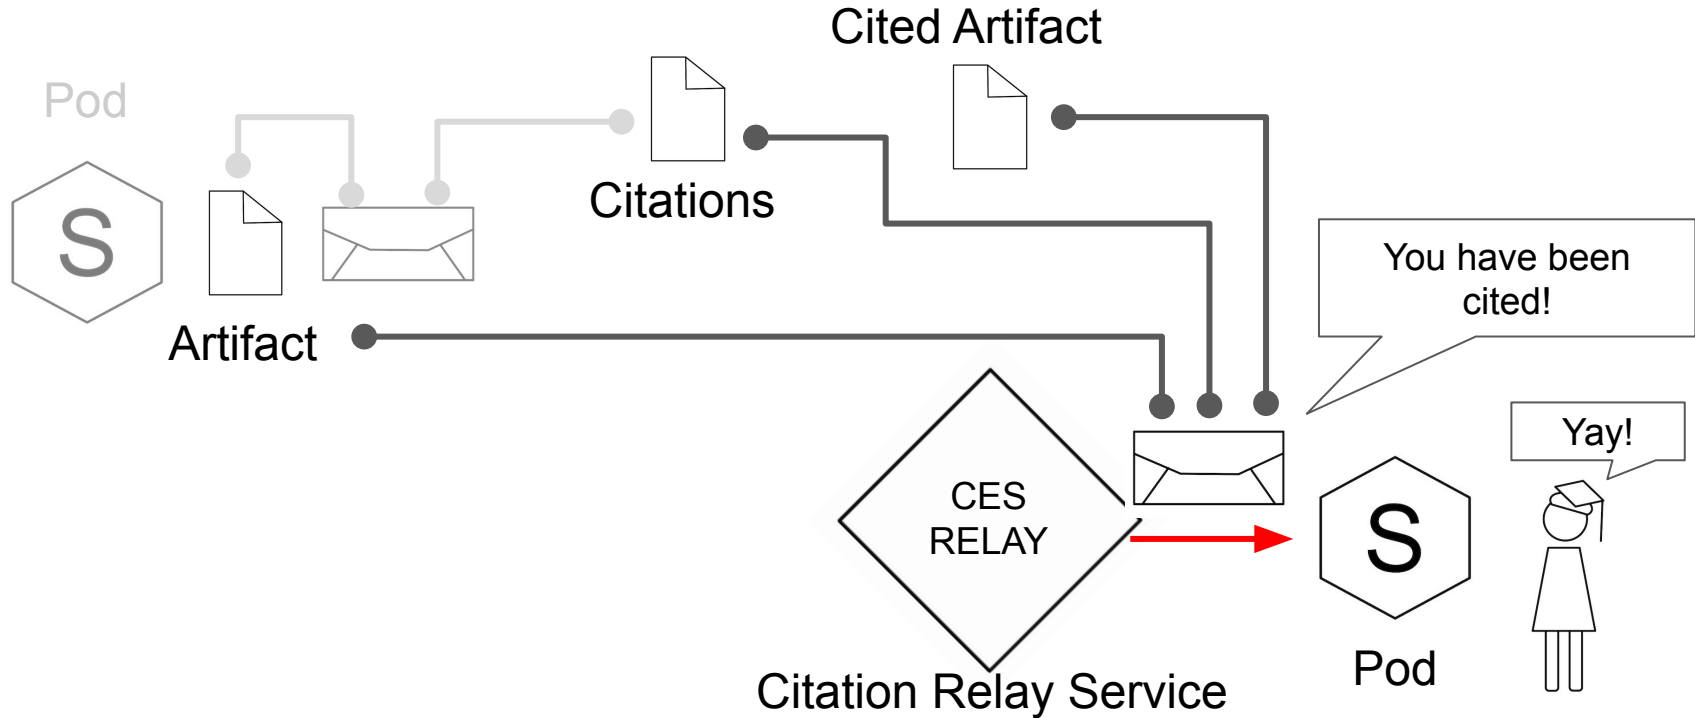 Cited Artifact
Pod
S
Citations
Artifact
You have been
cited!
Yay!
CES
RELAY
S
Pod
Citation Relay Service